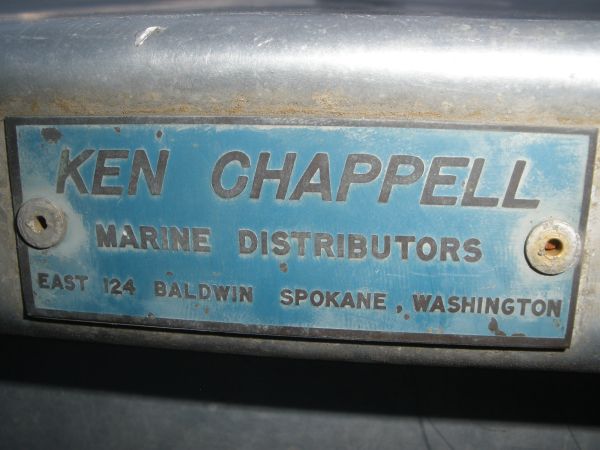 KEN CHAPPELL
MARINE DISTRIBUTORS
EAST 124 BALDWIN SPOKANE, WASHINGTON